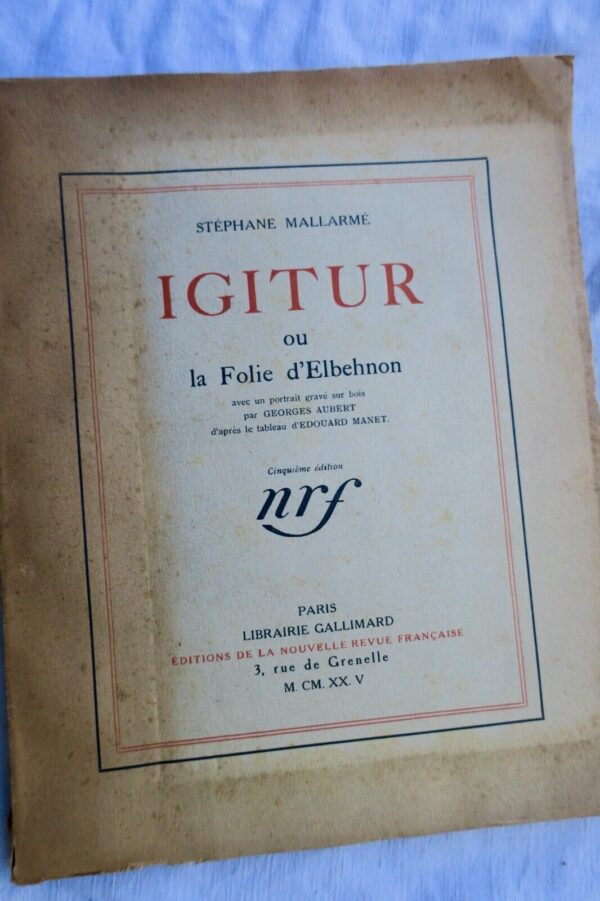 STÉPHANE MALLARMÉ
IGITUR
ou
la Folie d'Elbehnon
avec un portrait gravé sur bois
par GEORGES AUBERT
d'après le tableau d'EDOUARD MANET.
Cinquième édition
nrf
PARIS
LIBRAIRIE GALLIMARD
ÉDITIONS DE LA NOUVELLE REVUE FRANÇAISE
3, rue de Grenelle
M. CM. XX. V